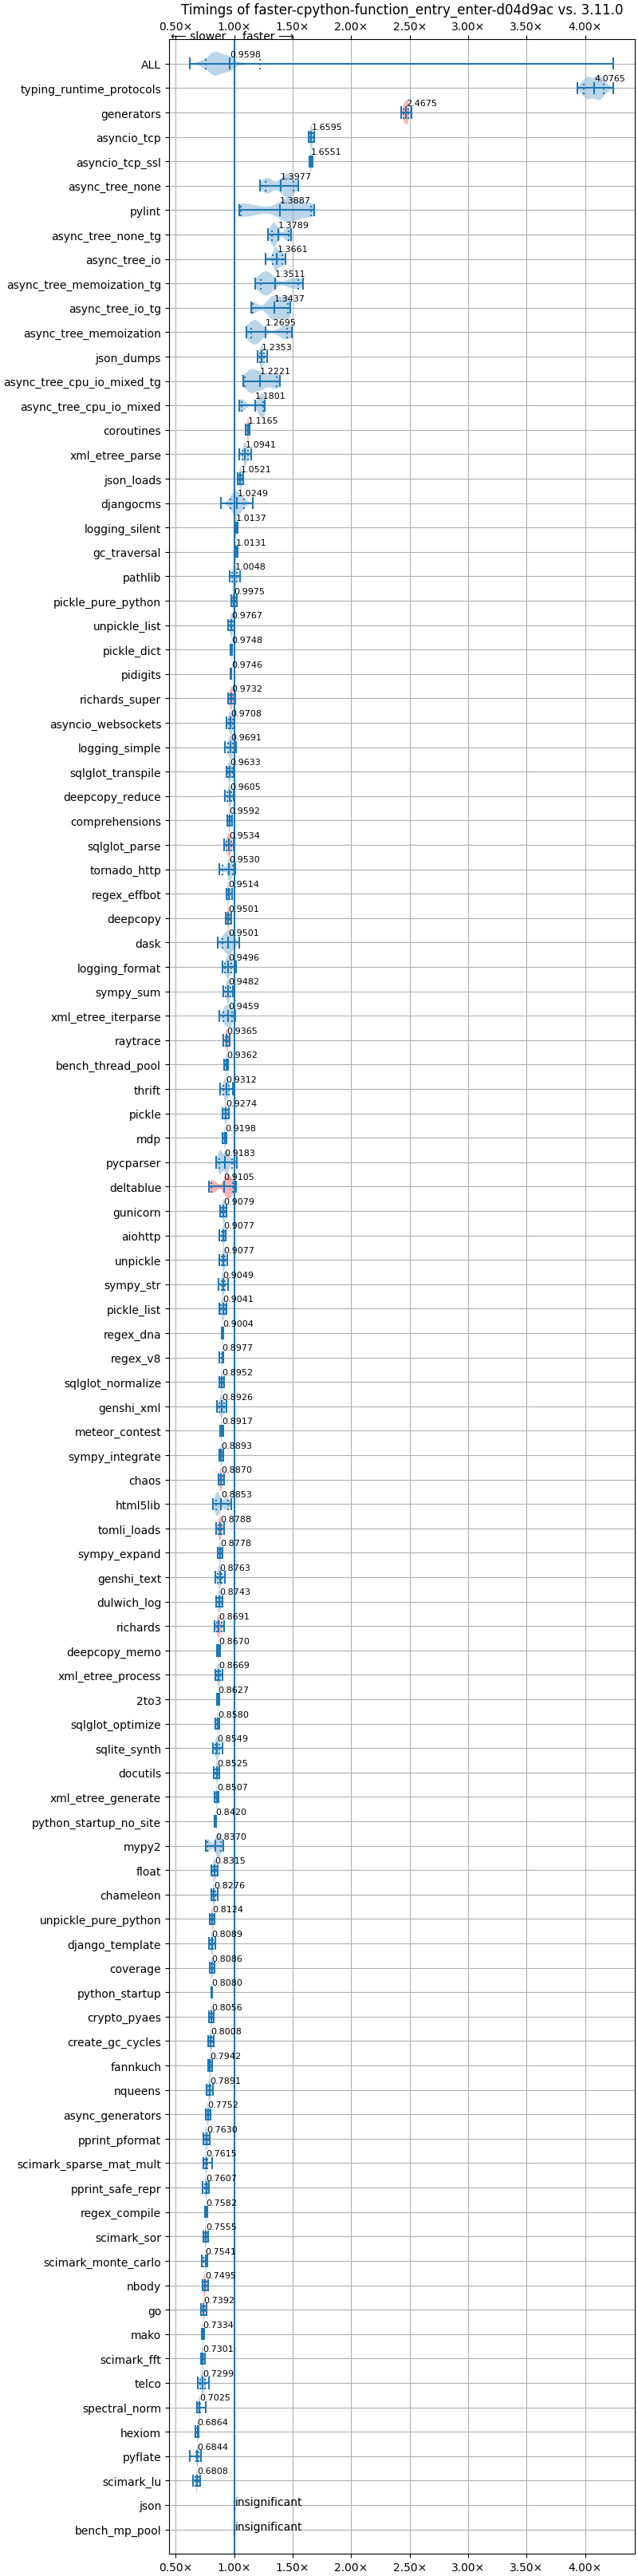 Timings of faster-cpython-function_entry_enter-d04d9ac vs. 3.11.0
0.50× 1.00× 1.50× 2.00× 2.50× 3.00× 3.50× 4.00×
⟵ slower faster ⟶
ALL 0.9598
typing_runtime_protocols 4.0765
generators 2.4675
asyncio_tcp 1.6595
asyncio_tcp_ssl 1.6551
async_tree_none 1.3977
pylint 1.3887
async_tree_none_tg 1.3789
async_tree_io 1.3661
async_tree_memoization_tg 1.3511
async_tree_io_tg 1.3437
async_tree_memoization 1.2695
json_dumps 1.2353
async_tree_cpu_io_mixed_tg 1.2221
async_tree_cpu_io_mixed 1.1801
coroutines 1.1165
xml_etree_parse 1.0941
json_loads 1.0521
djangocms 1.0249
logging_silent 1.0137
gc_traversal 1.0131
pathlib 1.0048
pickle_pure_python 0.9975
unpickle_list 0.9767
pickle_dict 0.9748
pidigits 0.9746
richards_super 0.9732
asyncio_websockets 0.9708
logging_simple 0.9691
sqlglot_transpile 0.9633
deepcopy_reduce 0.9605
comprehensions 0.9592
sqlglot_parse 0.9534
tornado_http 0.9530
regex_effbot 0.9514
deepcopy 0.9501
dask 0.9501
logging_format 0.9496
sympy_sum 0.9482
xml_etree_iterparse 0.9459
raytrace 0.9365
bench_thread_pool 0.9362
thrift 0.9312
pickle 0.9274
mdp 0.9198
pycparser 0.9183
deltablue 0.9105
gunicorn 0.9079
aiohttp 0.9077
unpickle 0.9077
sympy_str 0.9049
pickle_list 0.9041
regex_dna 0.9004
regex_v8 0.8977
sqlglot_normalize 0.8952
genshi_xml 0.8926
meteor_contest 0.8917
sympy_integrate 0.8893
chaos 0.8870
html5lib 0.8853
tomli_loads 0.8788
sympy_expand 0.8778
genshi_text 0.8763
dulwich_log 0.8743
richards 0.8691
deepcopy_memo 0.8670
xml_etree_process 0.8669
2to3 0.8627
sqlglot_optimize 0.8580
sqlite_synth 0.8549
docutils 0.8525
xml_etree_generate 0.8507
python_startup_no_site 0.8420
mypy2 0.8370
float 0.8315
chameleon 0.8276
unpickle_pure_python 0.8124
django_template 0.8089
coverage 0.8086
python_startup 0.8080
crypto_pyaes 0.8056
create_gc_cycles 0.8008
fannkuch 0.7942
nqueens 0.7891
async_generators 0.7752
pprint_pformat 0.7630
scimark_sparse_mat_mult 0.7615
pprint_safe_repr 0.7607
regex_compile 0.7582
scimark_sor 0.7555
scimark_monte_carlo 0.7541
nbody 0.7495
go 0.7392
mako 0.7334
scimark_fft 0.7301
telco 0.7299
spectral_norm 0.7025
hexiom 0.6864
pyflate 0.6844
scimark_lu 0.6808
json insignificant
bench_mp_pool insignificant
0.50× 1.00× 1.50× 2.00× 2.50× 3.00× 3.50× 4.00×